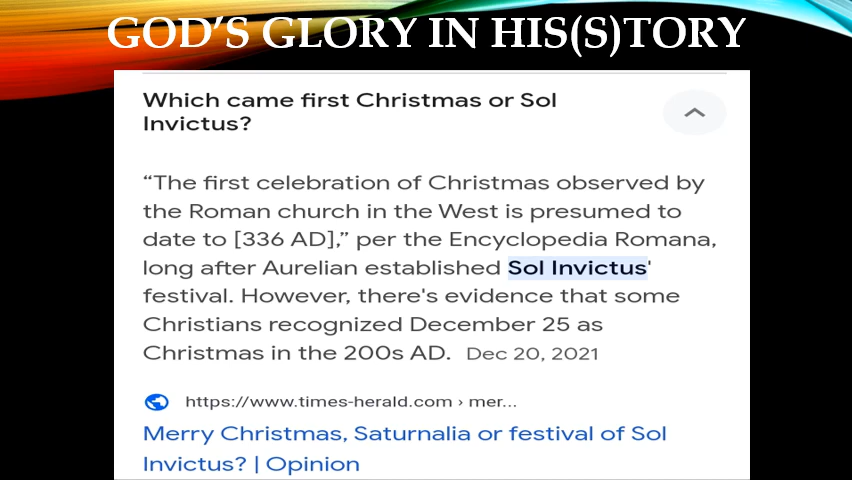 GOD'S GLORY IN HIS(S)TORY
Which came first Christmas or Sol
Invictus?
“The first celebration of Christmas observed by
the Roman church in the West is presumed to
date to [336 AD],” per the Encyclopedia Romana,
long after Aurelian established Sol Invictus'
festival. However, there's evidence that some
Christians recognized December 25 as
Christmas in the 200s AD. Dec 20, 2021
https://www.times-herald.com › mer...
Merry Christmas, Saturnalia or festival of Sol
Invictus? | Opinion